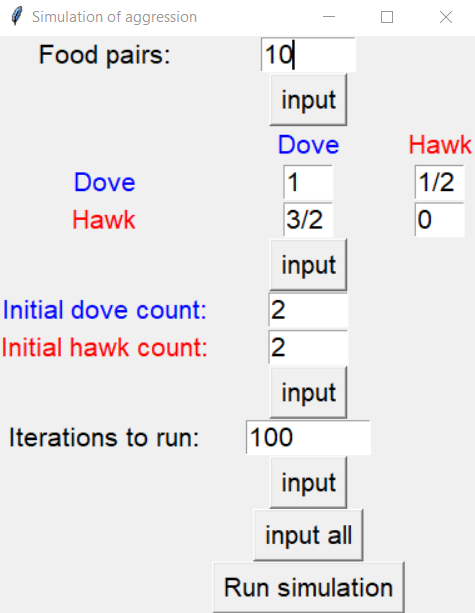 Simulation of aggression
Food pairs: 10
input
Dove Hawk
Dove 1 1/2
Hawk 3/2 0
input
Initial dove count: 2
Initial hawk count: 2
input
Iterations to run: 100
input
input all
Run simulation